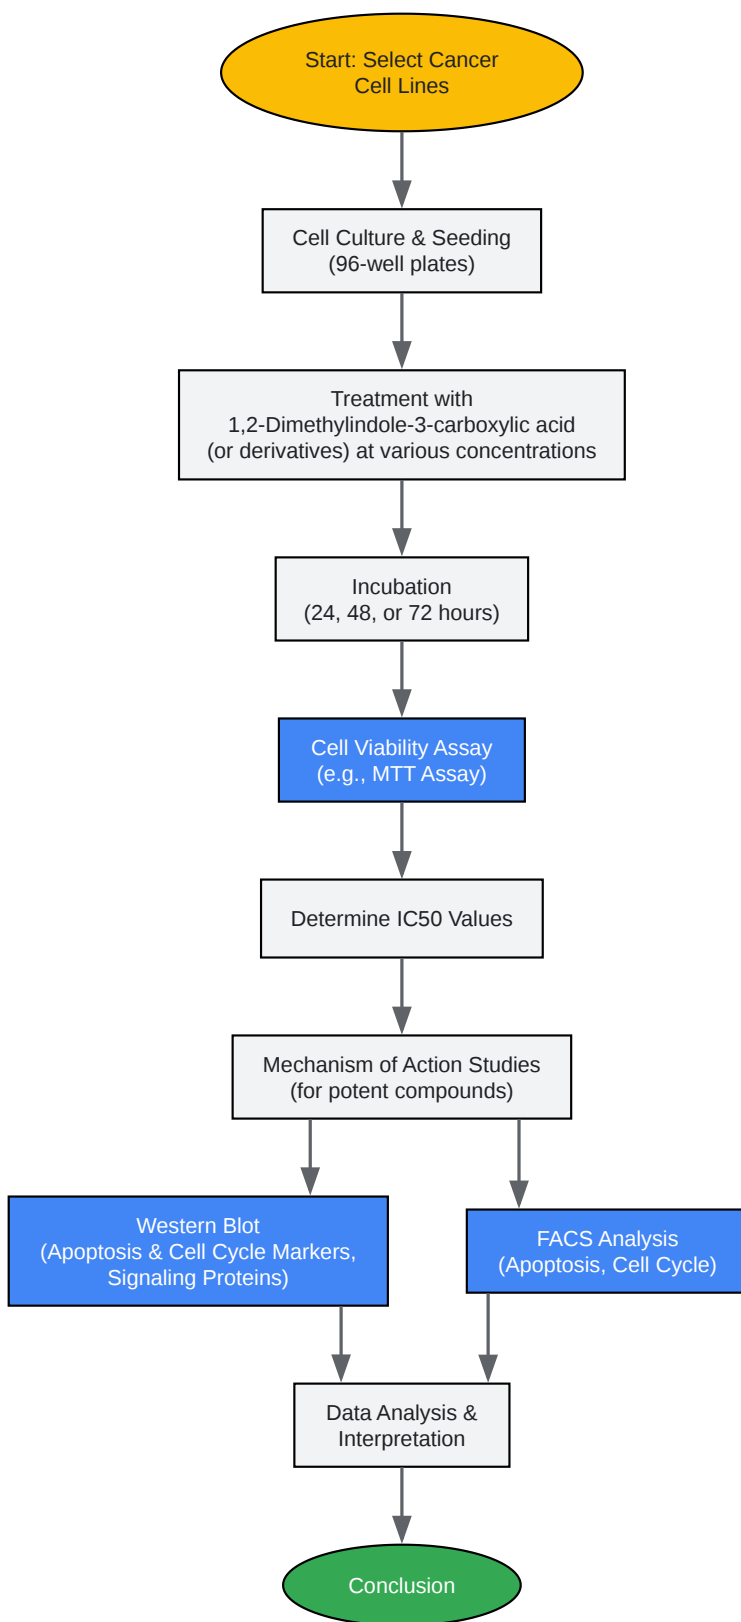 Start: Select Cancer
Cell Lines
Cell Culture & Seeding
(96-well plates)
Treatment with
1,2-Dimethylindole-3-carboxylic acid
(or derivatives) at various concentrations
Incubation
(24, 48, or 72 hours)
Cell Viability Assay
(e.g., MTT Assay)
Determine IC50 Values
Mechanism of Action Studies
(for potent compounds)
Western Blot
(Apoptosis & Cell Cycle Markers,
Signaling Proteins)
FACS Analysis
(Apoptosis, Cell Cycle)
Data Analysis &
Interpretation
Conclusion